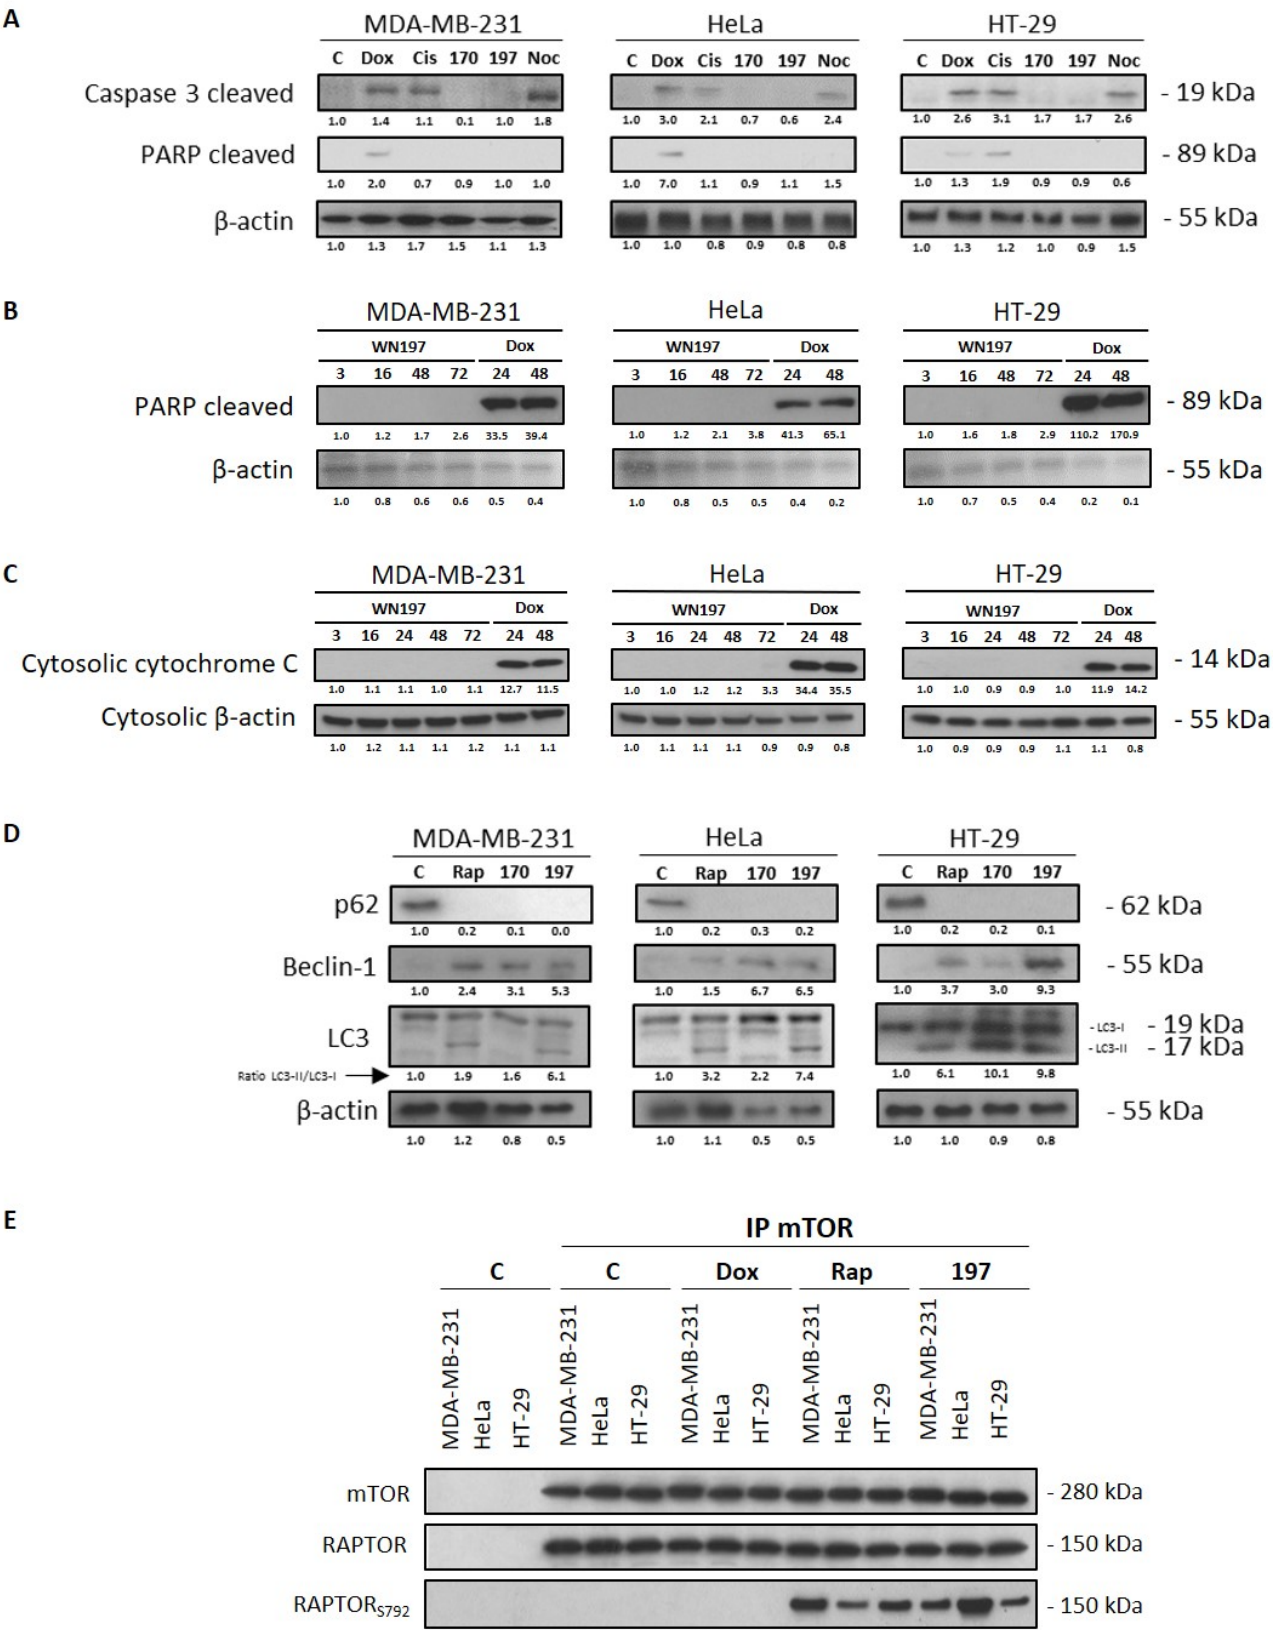 A
MDA-MB-231 HeLa HT-29
C Dox Cis 170 197 Noc C Dox Cis 170 197 Noc C Dox Cis 170 197 Noc
Caspase 3 cleaved - 19 kDa
1.0 1.4 1.1 0.1 1.0 1.8 1.0 3.0 2.1 0.7 0.6 2.4 1.0 2.6 3.1 1.7 1.7 2.6
PARP cleaved - 89 kDa
1.0 2.0 0.7 0.9 1.0 1.0 1.0 7.0 1.1 0.9 1.1 1.5 1.0 1.3 1.9 0.9 0.9 0.6
β-actin - 55 kDa
1.0 1.3 1.7 1.5 1.1 1.3 1.0 1.0 0.8 0.9 0.8 0.8 1.0 1.3 1.2 1.0 0.9 1.5
B
MDA-MB-231 HeLa HT-29
WN197 Dox WN197 Dox WN197 Dox
3 16 48 72 24 48 3 16 48 72 24 48 3 16 48 72 24 48
PARP cleaved - 89 kDa
1.0 1.2 1.7 2.6 33.5 39.4 1.0 1.2 2.1 3.8 41.3 65.1 1.0 1.6 1.8 2.9 110.2 170.9
β-actin - 55 kDa
1.0 0.8 0.6 0.6 0.5 0.4 1.0 0.8 0.5 0.5 0.4 0.2 1.0 0.7 0.5 0.4 0.2 0.1
C
MDA-MB-231 HeLa HT-29
WN197 Dox WN197 Dox WN197 Dox
3 16 24 48 72 24 48 3 16 24 48 72 24 48 3 16 24 48 72 24 48
Cytosolic cytochrome C - 14 kDa
1.0 1.1 1.1 1.0 1.1 12.7 11.5 1.0 1.0 1.2 1.2 3.3 34.4 35.5 1.0 1.0 0.9 0.9 1.0 11.9 14.2
Cytosolic β-actin - 55 kDa
1.0 1.2 1.1 1.1 1.2 1.1 1.1 1.0 1.1 1.1 1.1 0.9 0.9 0.8 1.0 0.9 0.9 0.9 1.1 1.1 0.8
D
MDA-MB-231 HeLa HT-29
C Rap 170 197 C Rap 170 197 C Rap 170 197
p62 - 62 kDa
1.0 0.2 0.1 0.0 1.0 0.2 0.3 0.2 1.0 0.2 0.2 0.1
Beclin-1 - 55 kDa
1.0 2.4 3.1 5.3 1.0 1.5 6.7 6.5 1.0 3.7 3.0 9.3
LC3 - LC3-I - 19 kDa
- LC3-II - 17 kDa
Ratio LC3-II/LC3-I 1.0 1.9 1.6 6.1 1.0 3.2 2.2 7.4 1.0 6.1 10.1 9.8
β-actin - 55 kDa
1.0 1.2 0.8 0.5 1.0 1.1 0.5 0.5 1.0 1.0 0.9 0.8
E
IP mTOR
C C Dox Rap 197
MDA-MB-231 HeLa HT-29 MDA-MB-231 HeLa HT-29 MDA-MB-231 HeLa HT-29 MDA-MB-231 HeLa HT-29 MDA-MB-231 HeLa HT-29
mTOR - 280 kDa
RAPTOR - 150 kDa
RAPTORS792 - 150 kDa